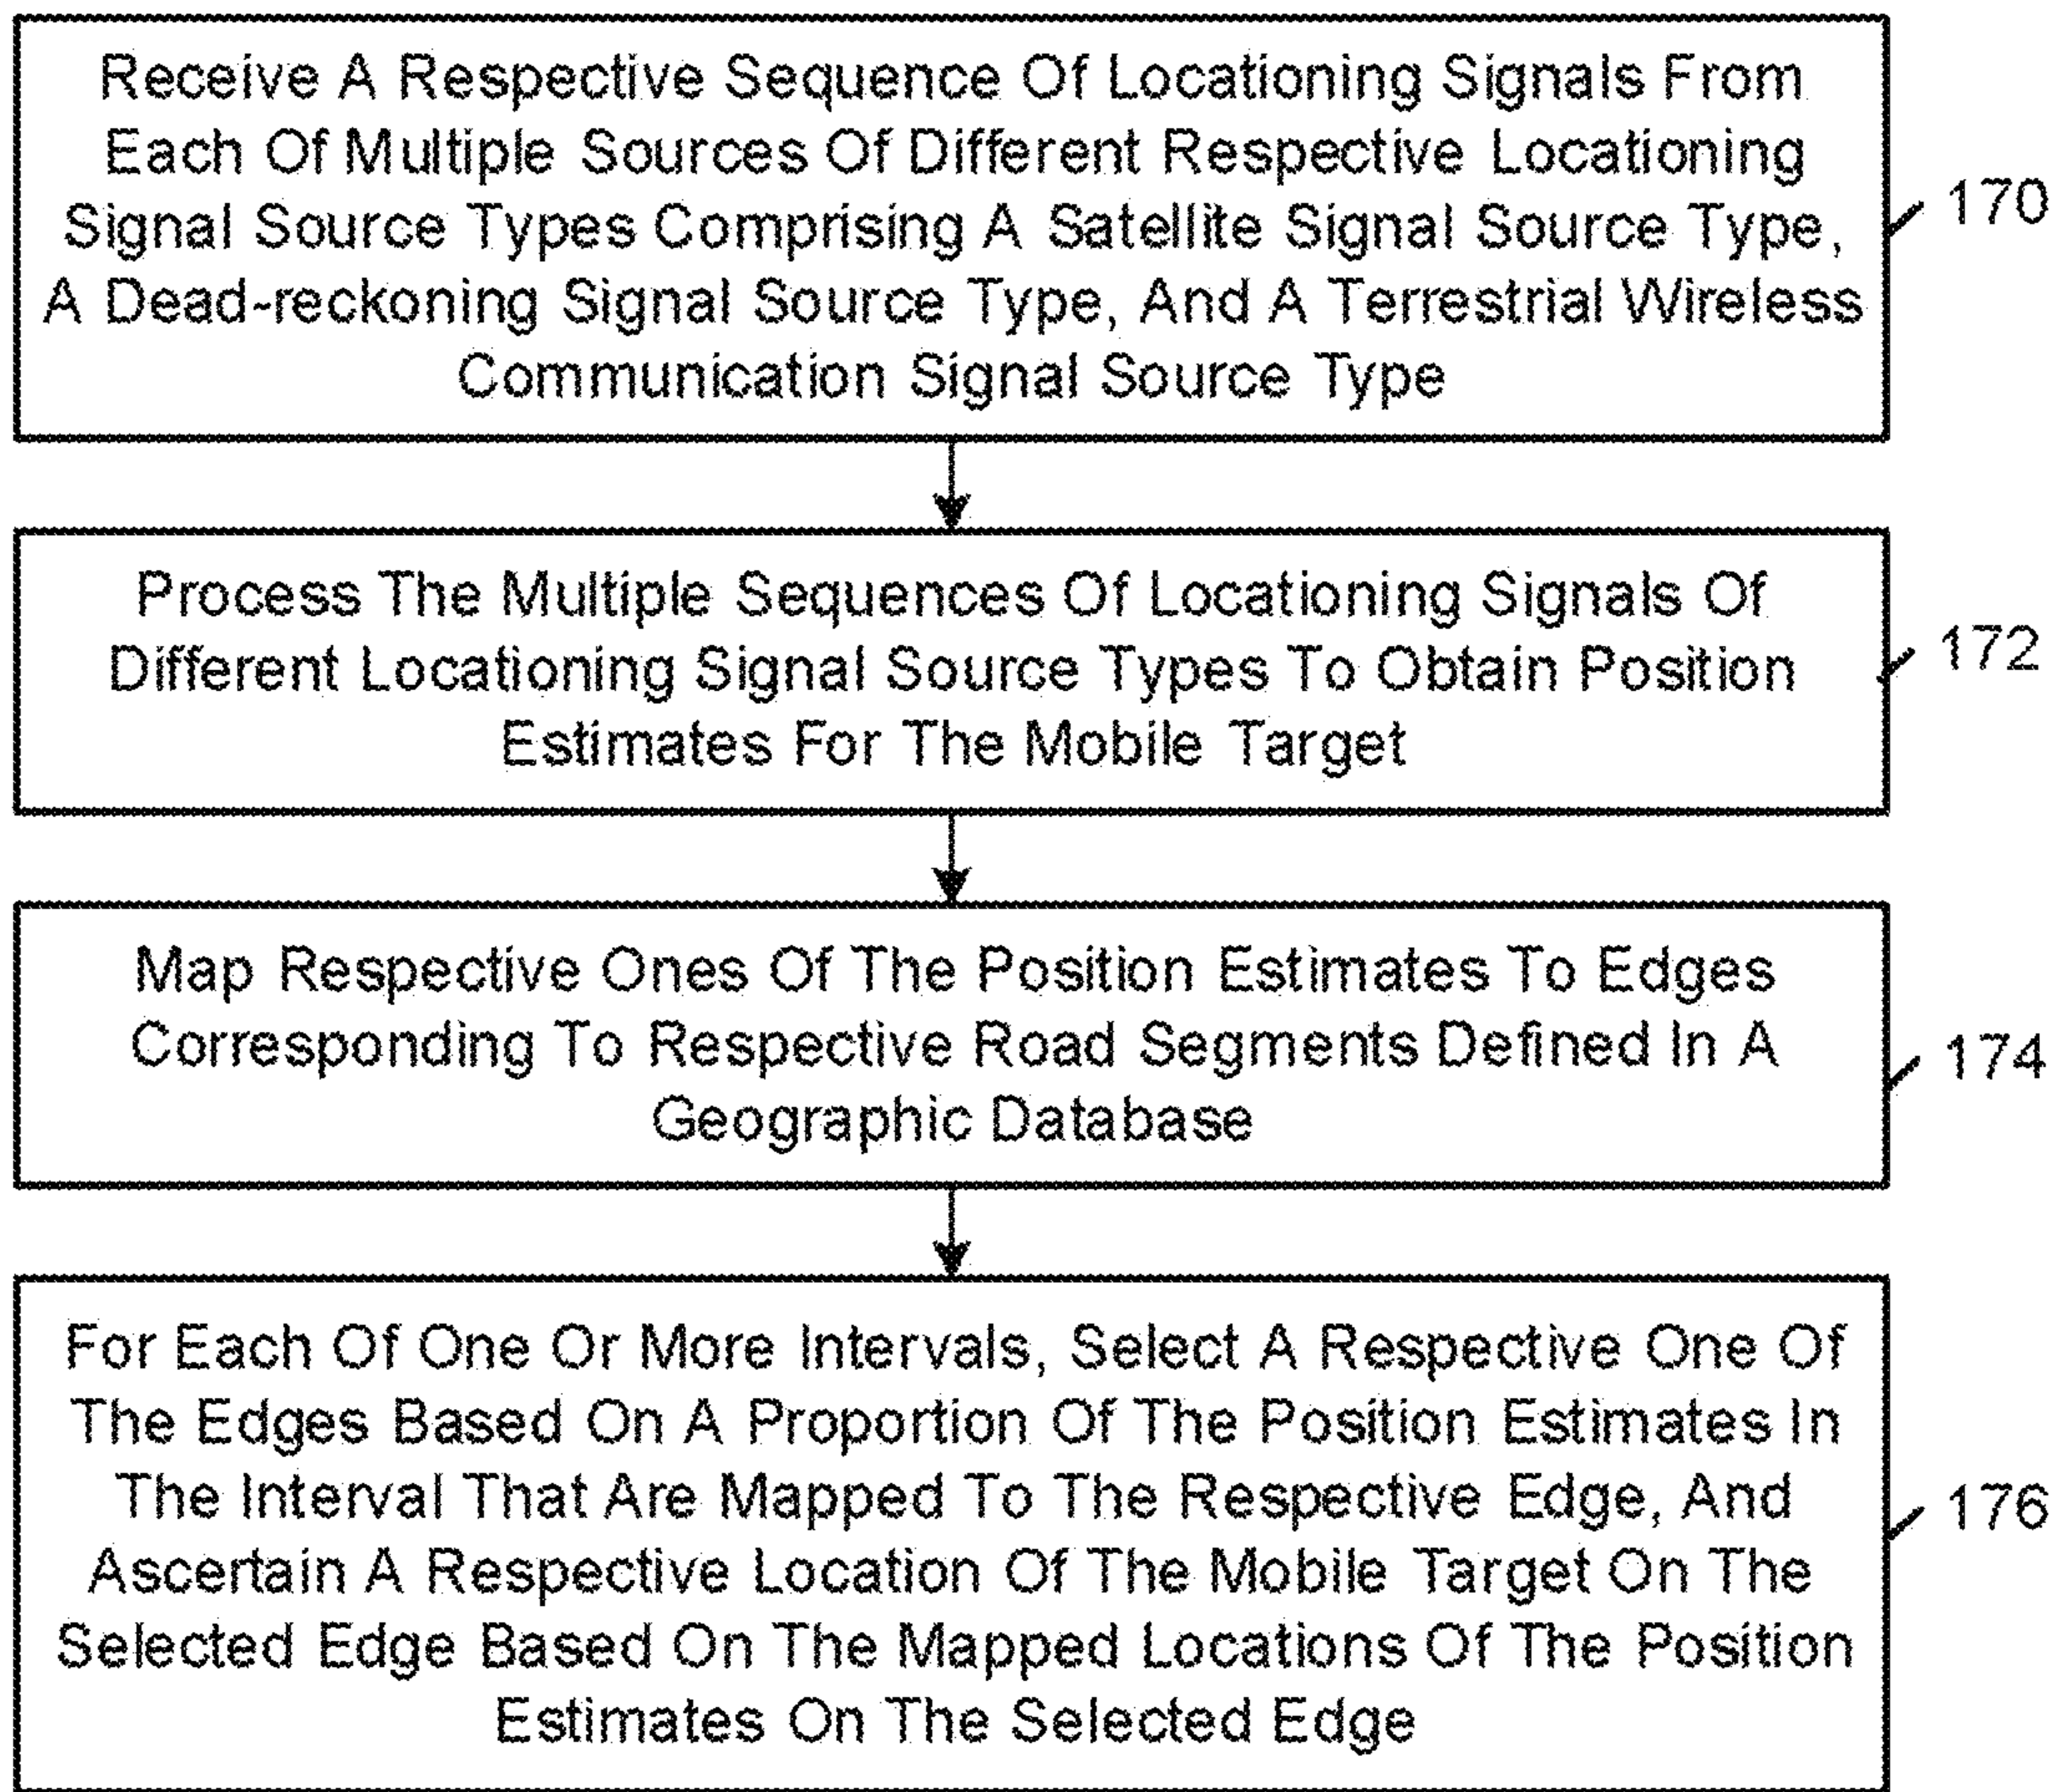 Receive A Respective Sequence Of Locationing Signals From
Each Of Multiple Sources Of Different Respective Locationing
Signal Source Types Comprising A Satellite Signal Source Type,
A Dead-reckoning Signal Source Type, And A Terrestrial Wireless
Communication Signal Source Type
170
Process The Multiple Sequences Of Locationing Signals Of
Different Locationing Signal Source Types To Obtain Position
Estimates For The Mobile Target
172
Map Respective Ones Of The Position Estimates To Edges
Corresponding To Respective Road Segments Defined In A
Geographic Database
174
For Each Of One Or More Intervals, Select A Respective One Of
The Edges Based On A Proportion Of The Position Estimates In
The Interval That Are Mapped To The Respective Edge, And
Ascertain A Respective Location Of The Mobile Target On The
Selected Edge Based On The Mapped Locations Of The Position
Estimates On The Selected Edge
176